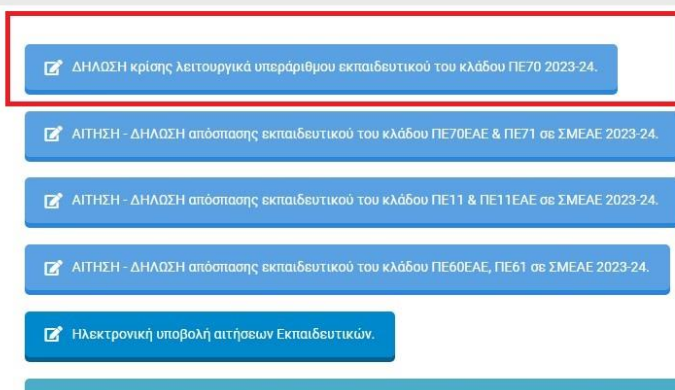 ΔΗΛΩΣΗ κρίσης λειτουργικά υπεράριθμου εκπαιδευτικού του κλάδου ΠΕ70 2023-24.
ΑΙΤΗΣΗ - ΔΗΛΩΣΗ απόσπασης εκπαιδευτικού του κλάδου ΠΕ70ΕΑΕ & ΠΕ71 σε ΣΜΕΑΕ 2023-24.
ΑΙΤΗΣΗ - ΔΗΛΩΣΗ απόσπασης εκπαιδευτικού του κλάδου ΠΕ11 & ΠΕ11ΕΑΕ σε ΣΜΕΑΕ 2023-24.
ΑΙΤΗΣΗ - ΔΗΛΩΣΗ απόσπασης εκπαιδευτικού του κλάδου ΠΕ60ΕΑΕ, ΠΕ61 σε ΣΜΕΑΕ 2023-24.
Ηλεκτρονική υποβολή αιτήσεων Εκπαιδευτικών.